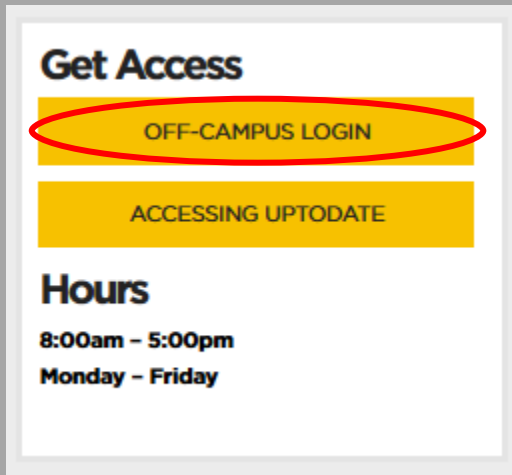 Get Access
OFF-CAMPUS LOGIN
ACCESSING UPTODATE
Hours
8:00am – 5:00pm
Monday – Friday